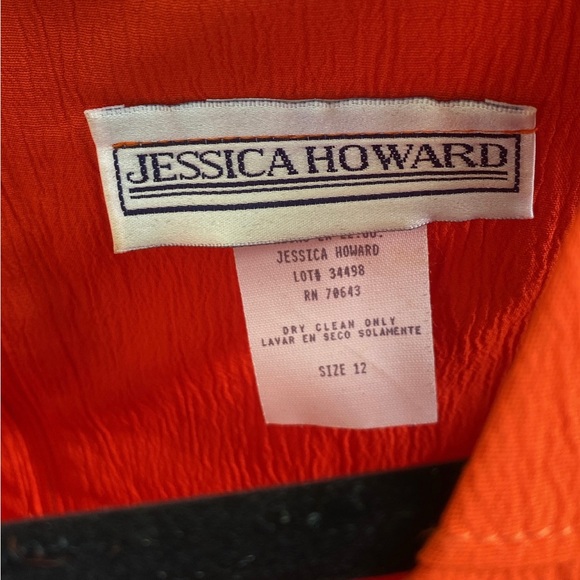 JESSICA HOWARD
JESSICA HOWARD
LOT# 34498
RN 70643
DRY CLEAN ONLY
LAVAR EN SECO SOLAMENTE
SIZE 12